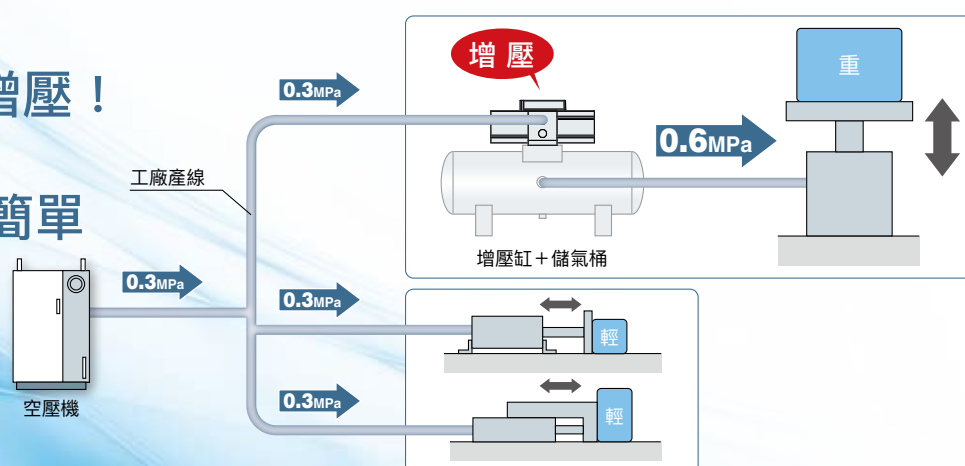 增壓！
簡單
增 壓
0.3MPa
重
0.6MPa
工廠產線
增壓缸＋儲氣桶
0.3MPa
0.3MPa
輕
空壓機
0.3MPa
輕